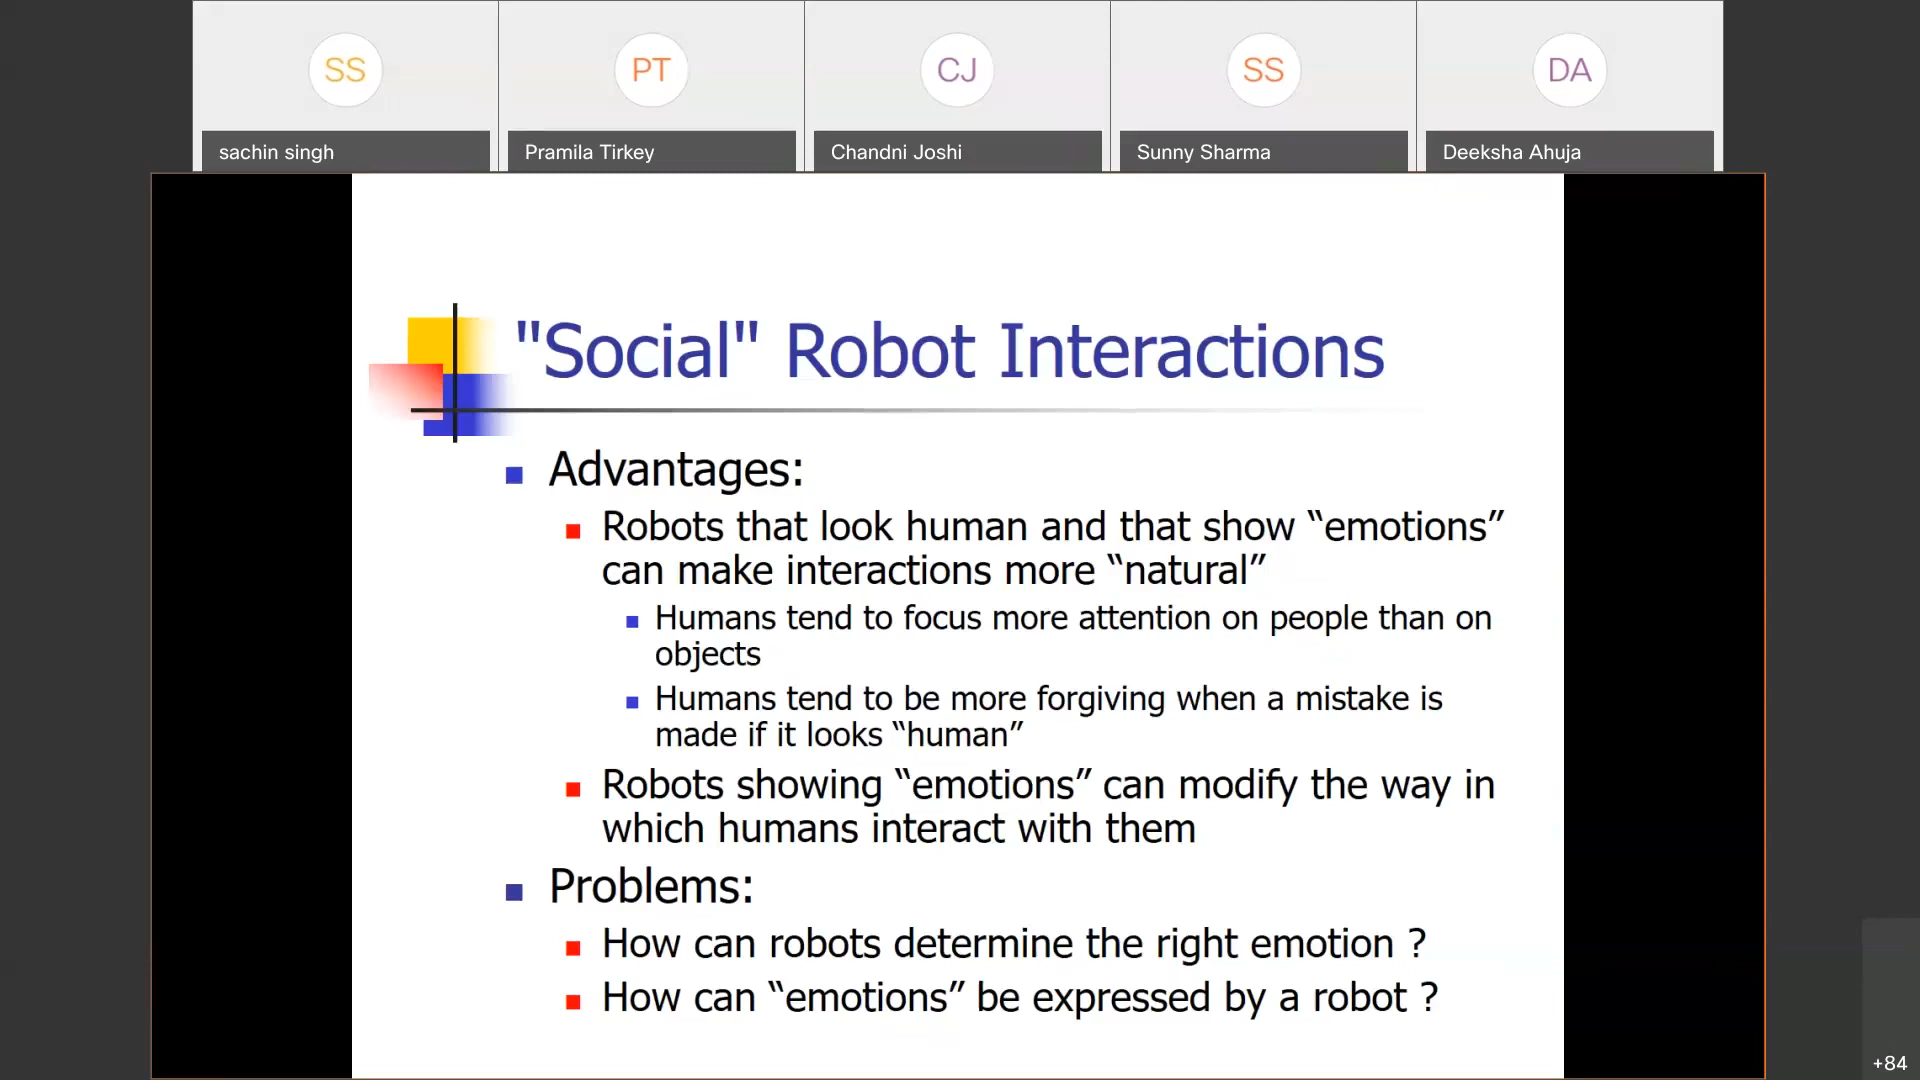 SS
PT
CJ
SS
DA
sachin singh
Pramila Tirkey
Chandni Joshi
Sunny Sharma
Deeksha Ahuja
"Social" Robot Interactions
Advantages:
Robots that look human and that show “emotions”
can make interactions more “natural”
Humans tend to focus more attention on people than on
objects
Humans tend to be more forgiving when a mistake is
made if it looks “human”
Robots showing “emotions” can modify the way in
which humans interact with them
Problems:
How can robots determine the right emotion ?
How can “emotions” be expressed by a robot ?
+84